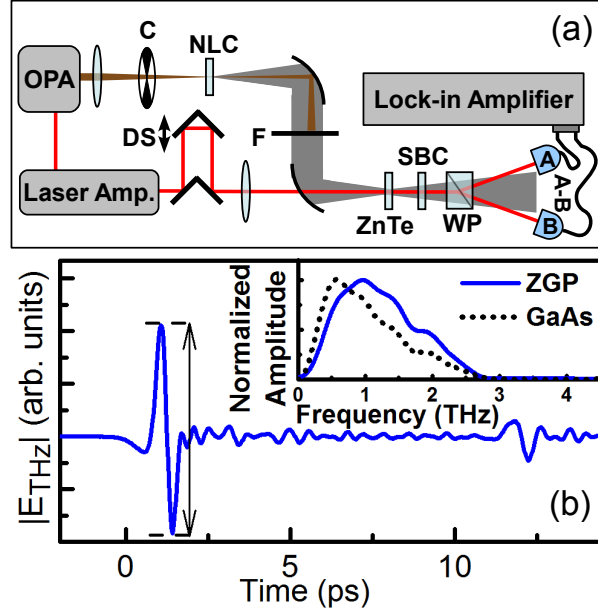 (a)
C
NLC
OPA
DS
F
Lock-in Amplifier
Laser Amp.
SBC
ZnTe
WP
A
B
A-B
(b)
|E_THz| (arb. units)
Normalized
Amplitude
ZGP
GaAs
0 1 2 3 4
Frequency (THz)
0 5 10
Time (ps)